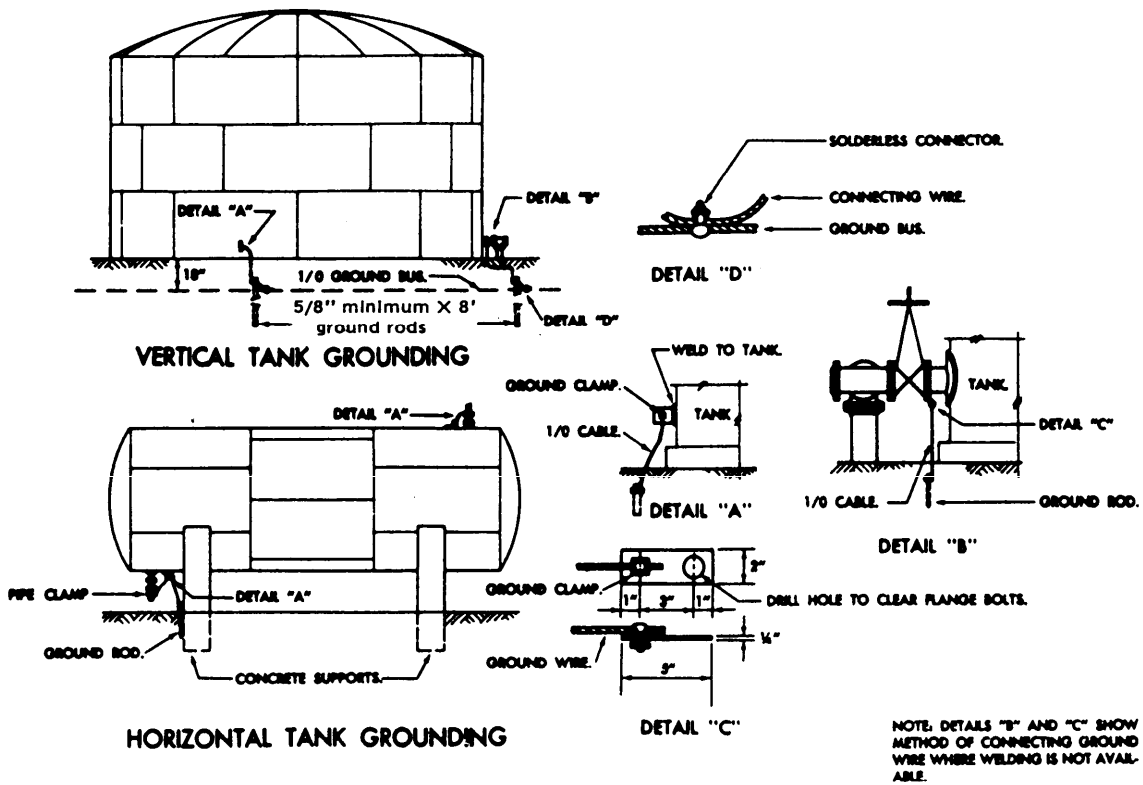 DETAIL "A"
DETAIL "B"
18"
1/0 GROUND BUS.
5/8" minimum X 8'
ground rods
DETAIL "D"
VERTICAL TANK GROUNDING
SOLDERLESS CONNECTOR.
CONNECTING WIRE.
GROUND BUS.
DETAIL "D"
DETAIL "A"
PIPE CLAMP
DETAIL "A"
GROUND ROD.
CONCRETE SUPPORTS.
HORIZONTAL TANK GROUNDING
WELD TO TANK.
GROUND CLAMP.
TANK
1/0 CABLE.
DETAIL "A"
TANK.
DETAIL "C"
1/0 CABLE.
GROUND ROD.
DETAIL "B"
2"
GROUND CLAMP.
1" 3" 1"
DRILL HOLE TO CLEAR FLANGE BOLTS.
GROUND WIRE.
5"
DETAIL "C"
NOTE: DETAILS "B" AND "C" SHOW
METHOD OF CONNECTING GROUND
WIRE WHERE WELDING IS NOT AVAIL-
ABLE.